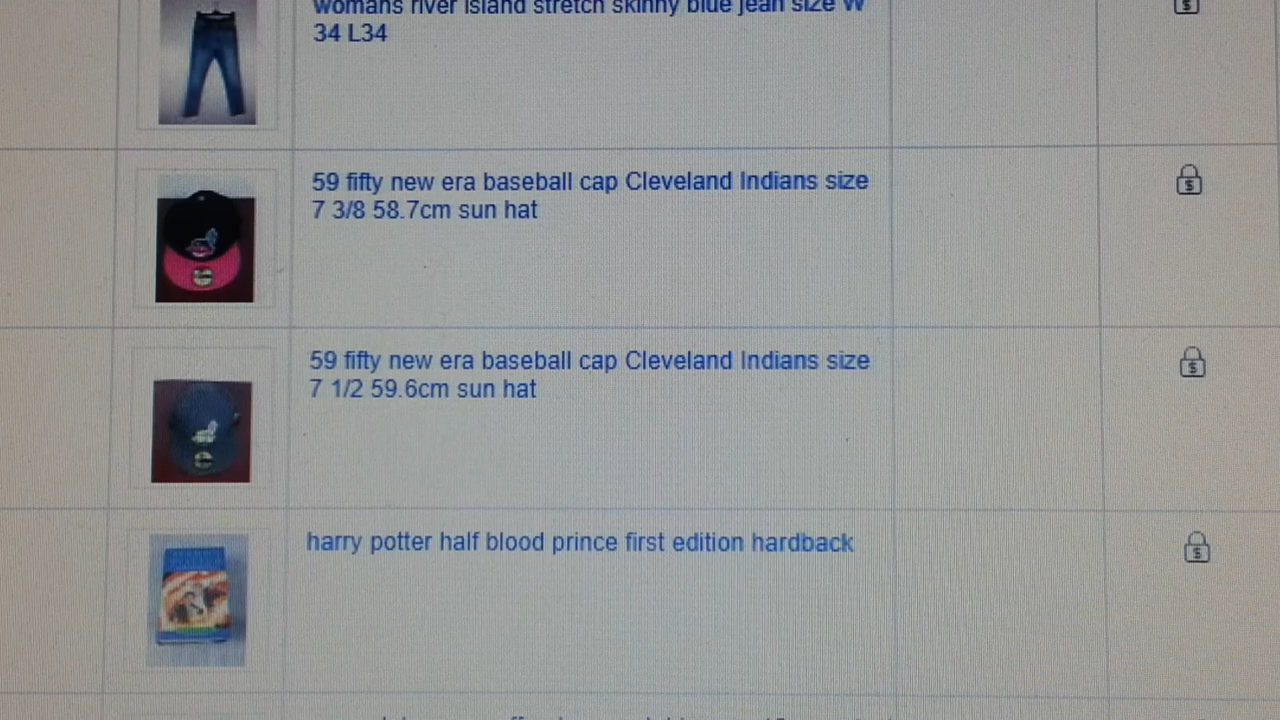 womans river island stretch skinny blue jean size W
34 L34
59 fifty new era baseball cap Cleveland Indians size
7 3/8 58.7cm sun hat
59 fifty new era baseball cap Cleveland Indians size
7 1/2 59.6cm sun hat
harry potter half blood prince first edition hardback